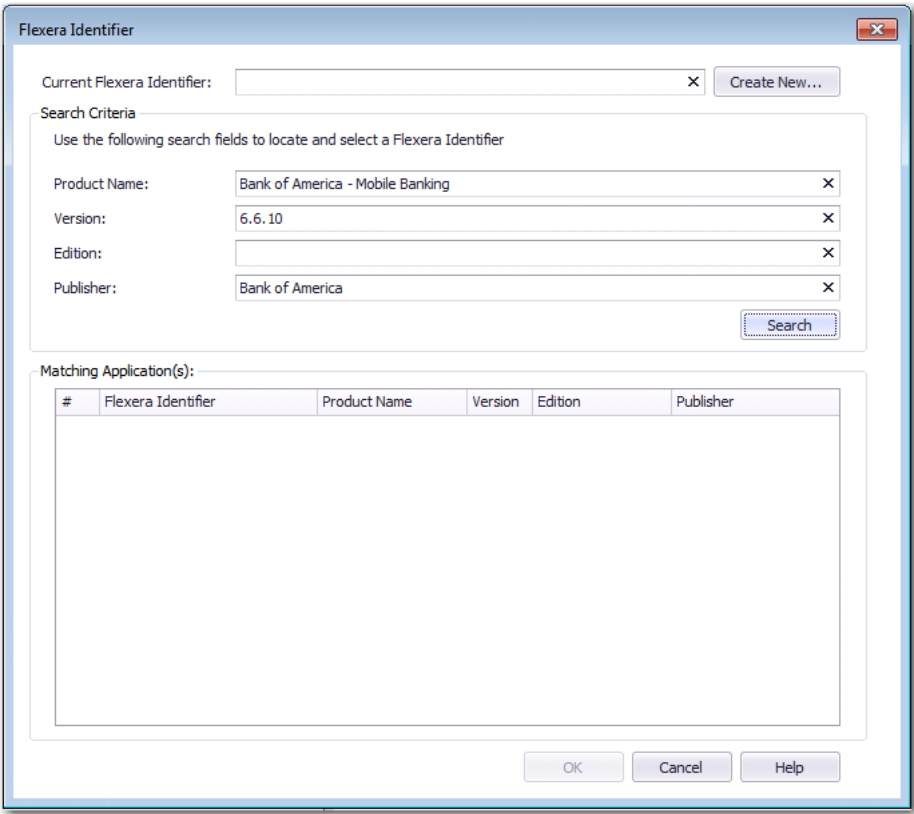 Flexera Identifier
Current Flexera Identifier: Create New...
Search Criteria
Use the following search fields to locate and select a Flexera Identifier
Product Name: Bank of America - Mobile Banking
Version: 6.6.10
Edition:
Publisher: Bank of America
Search
Matching Application(s):
# Flexera Identifier Product Name Version Edition Publisher
OK Cancel Help